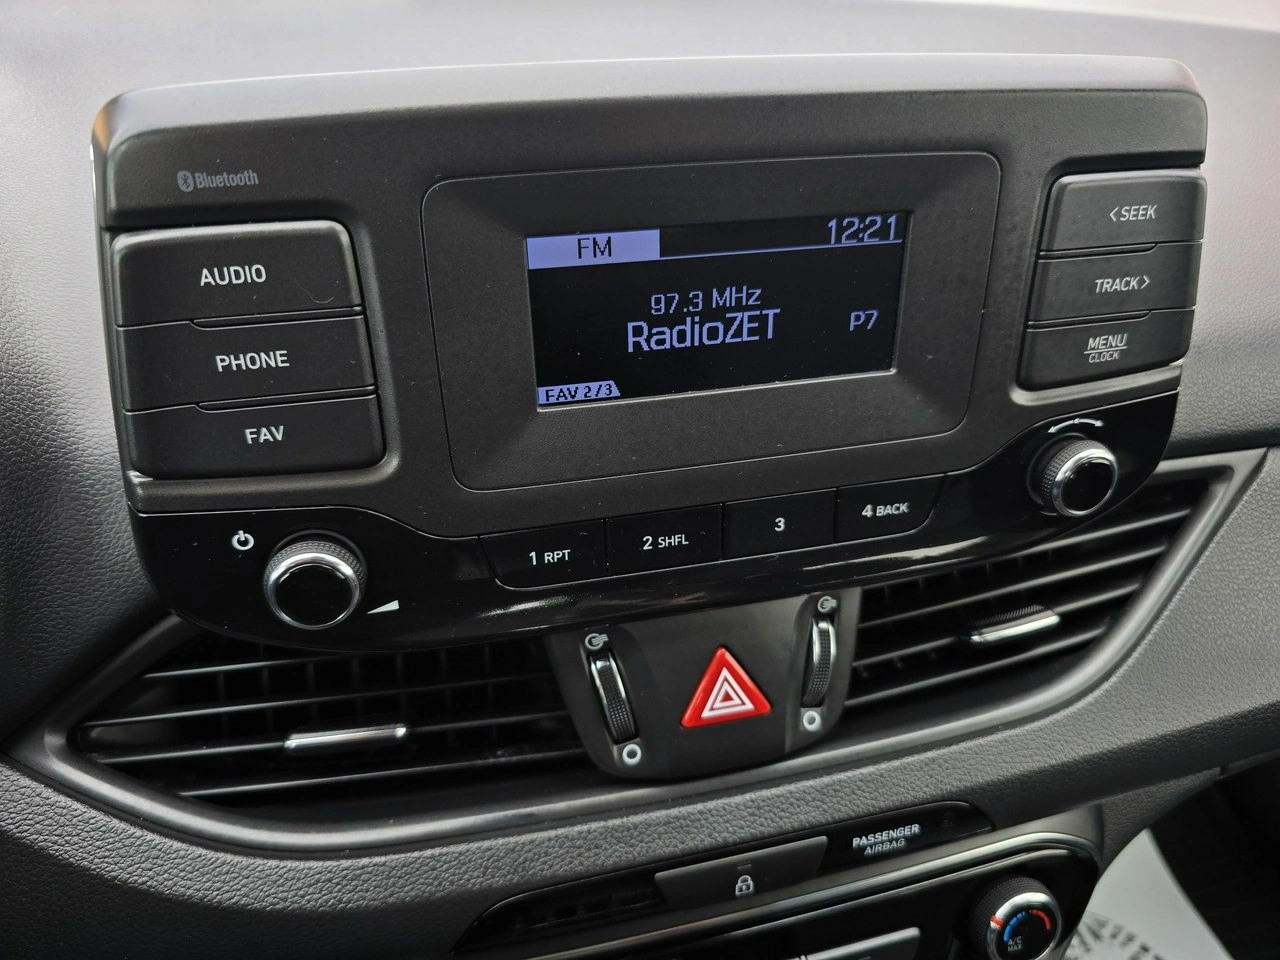 Bluetooth
AUDIO
PHONE
FAV
FM
12:21
97.3 MHz
RadioZET
P7
FAV 2/3
<SEEK
TRACK>
MENU
CLOCK
1 RPT
2 SHFL
3
4 BACK
PASSENGER
AIRBAG
A/C
MAX